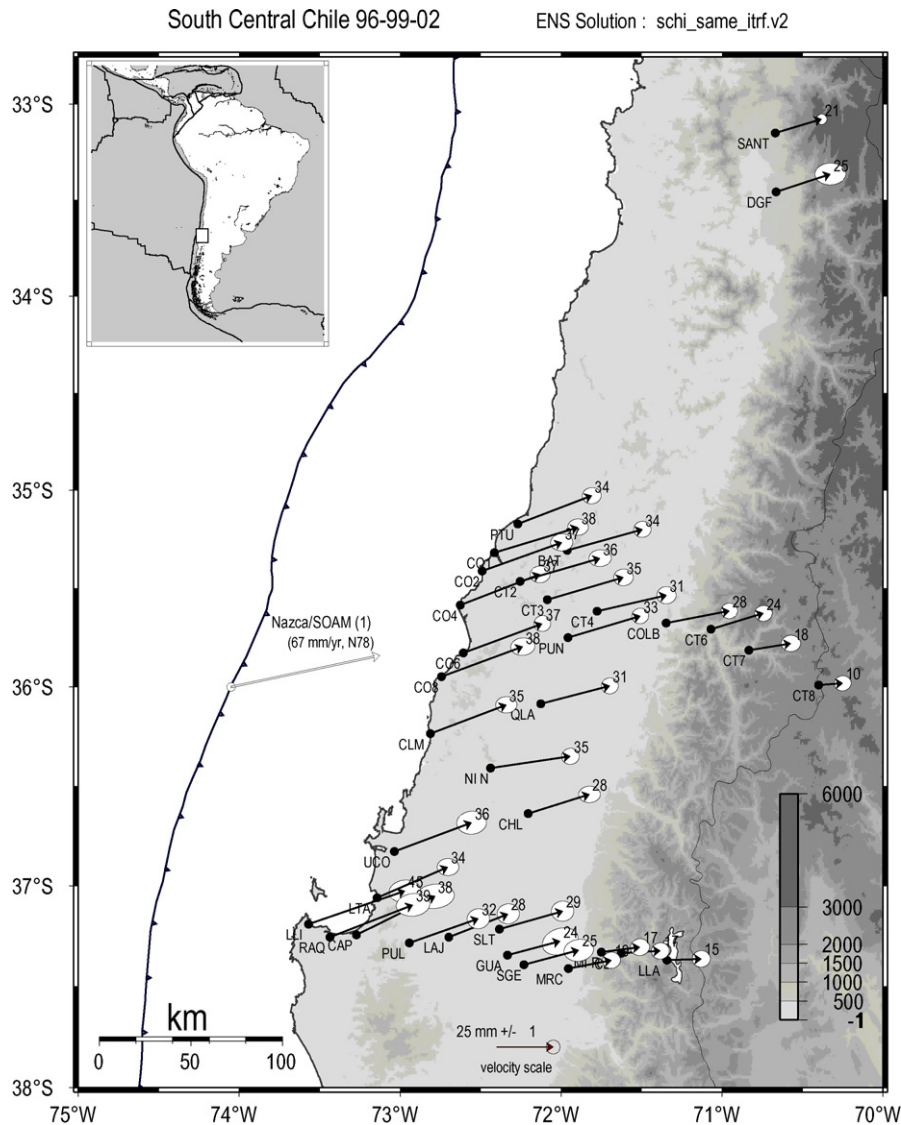 South Central Chile 96-99-02
ENS Solution : schi_same_itrf.v2
33°S
34°S
35°S
36°S
37°S
38°S
75°W
74°W
73°W
72°W
71°W
70°W
21
SANT
25
DGF
34
PTU
38
CO1
37
CO2
BAT
34
36
CT2
37
CO4
35
CT3
31
CT4
28
COLB
24
CT6
18
CT7
10
CT8
33
PUN
37
CO6
38
CO8
31
QLA
35
CLM
35
NIN
28
CHL
36
UCO
34
LTA
45
LLI
39
RAQ
38
CAP
32
PUL
28
LAJ
29
SLT
24
GUA
25
SGE
MRC
17
LLA
15
Nazca/SOAM (1)
(67 mm/yr, N78)
6000
3000
2000
1500
1000
500
-1
km
0
50
100
25 mm +/- 1
velocity scale